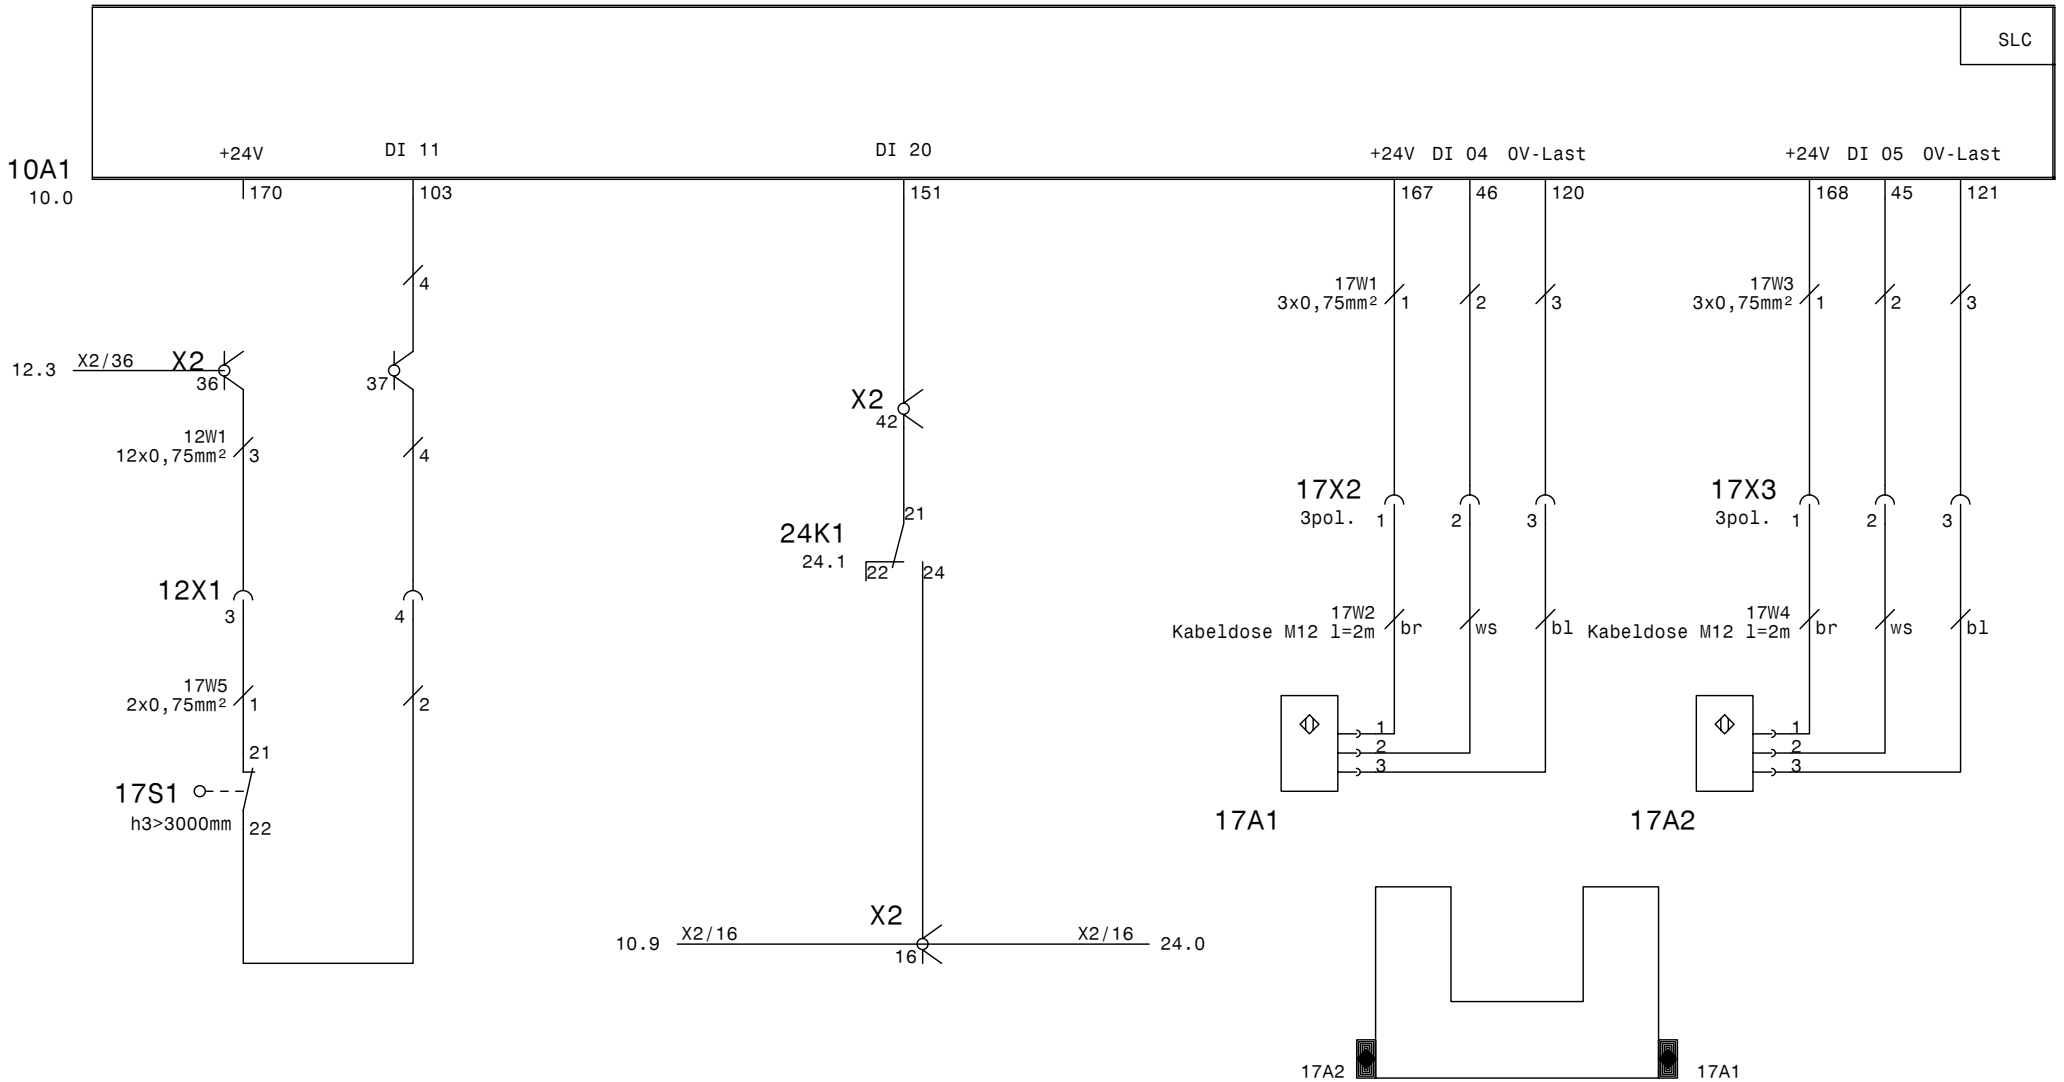 SLC
+24V DI 11 DI 20 +24V DI 04 0V-Last +24V DI 05 0V-Last
10A1
10.0
170 103 151 167 46 120 168 45 121
4
17W1
3x0,75mm² 1 2 3
17W3
3x0,75mm² 1 2 3
12.3 X2/36 X2
36 37
X2
42
12W1
12x0,75mm² 3 4
17X2
3pol. 1 2 3
17X3
3pol. 1 2 3
21
24K1
24.1 22 24
12X1
3 4
17W2
Kabeldose M12 l=2m br ws bl
17W4
Kabeldose M12 l=2m br ws bl
17W5
2x0,75mm² 1 2
21
17S1
h3>3000mm 22
1
2
3
17A1
1
2
3
17A2
X2
10.9 X2/16 X2/16 24.0
16
17A2 17A1